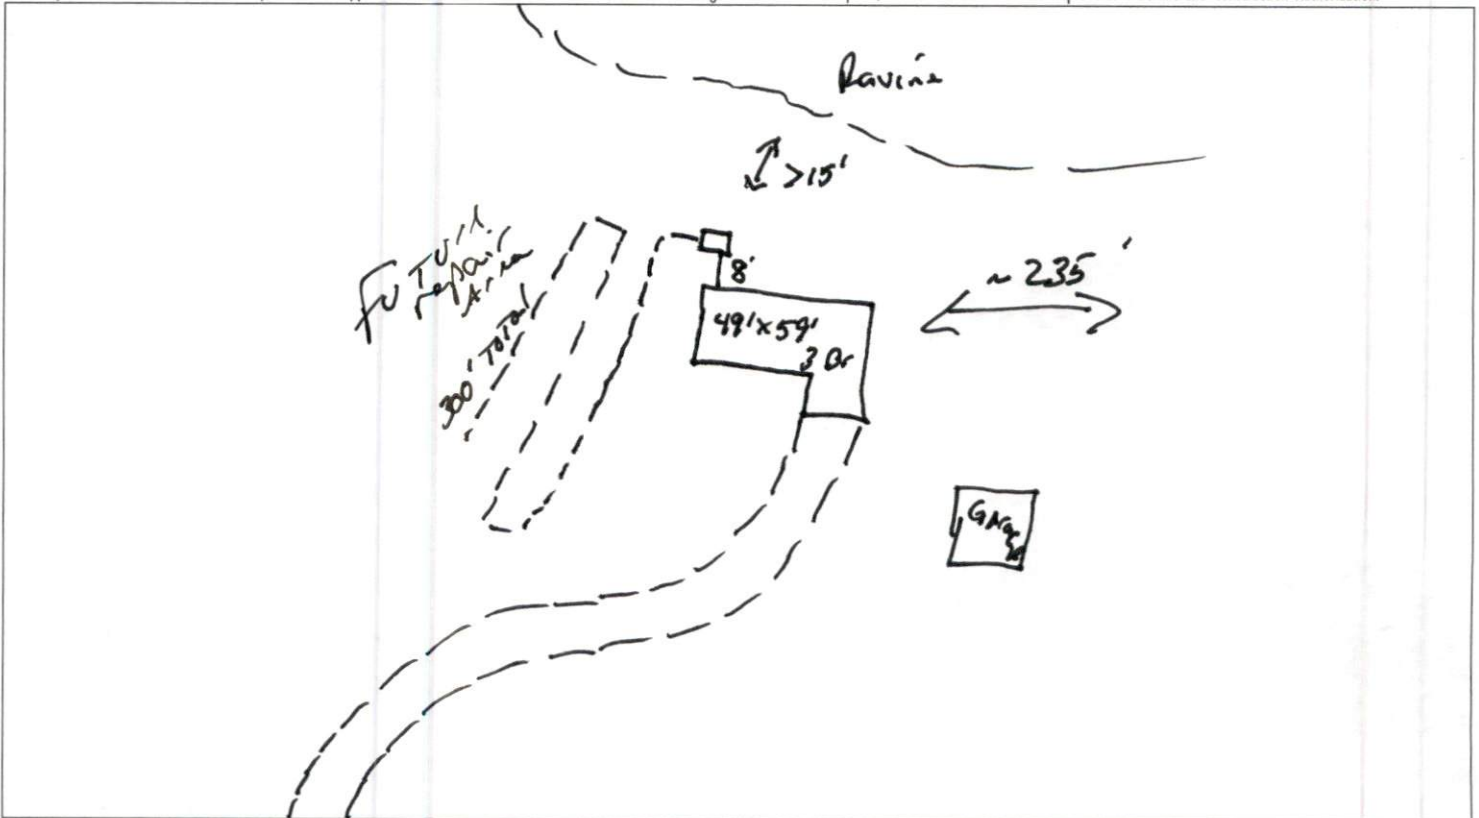 Ravine
>15'
Future
repair
Area
300' TOTAL
8'
~ 235'
49'x59'
3 Br
Garage